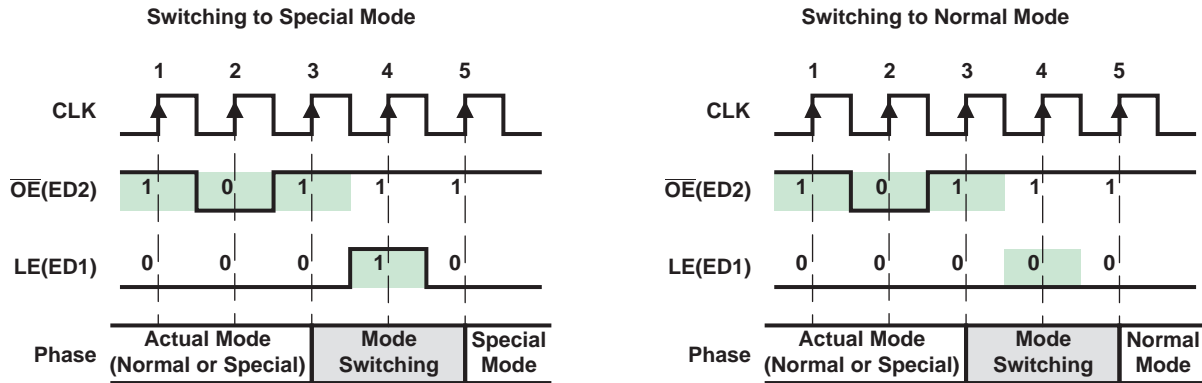 Switching to Special Mode
1 2 3 4 5
CLK
OE(ED2) 1 0 1 1 1
LE(ED1) 0 0 0 1 0
Phase
Actual Mode
(Normal or Special)
Mode
Switching
Special
Mode
Switching to Normal Mode
1 2 3 4 5
CLK
OE(ED2) 1 0 1 1 1
LE(ED1) 0 0 0 0 0
Phase
Actual Mode
(Normal or Special)
Mode
Switching
Normal
Mode